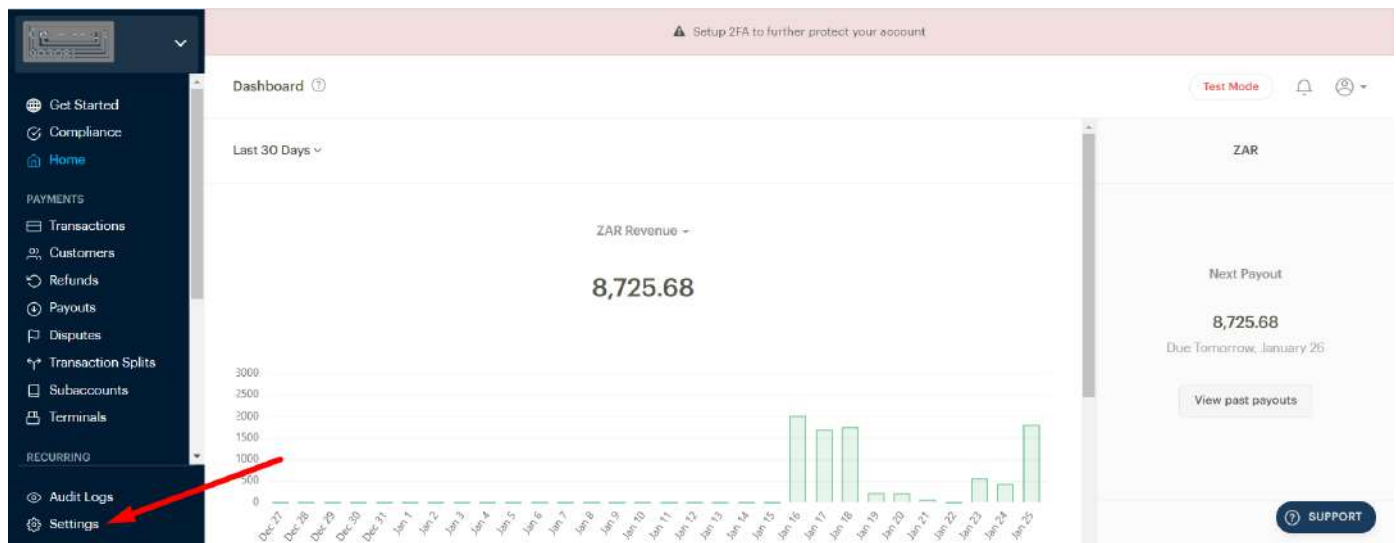 Setup 2FA to further protect your account
Dashboard
Test Mode
Get Started
Compliance
Home
PAYMENTS
Transactions
Customers
Refunds
Payouts
Disputes
Transaction Splits
Subaccounts
Terminals
RECURRING
Audit Logs
Settings
Last 30 Days
ZAR Revenue
8,725.68
3000
2500
2000
1500
1000
500
0
Dec 27
Dec 28
Dec 29
Dec 30
Dec 31
Jan 1
Jan 2
Jan 3
Jan 4
Jan 5
Jan 6
Jan 7
Jan 8
Jan 9
Jan 10
Jan 11
Jan 12
Jan 13
Jan 14
Jan 15
Jan 16
Jan 17
Jan 18
Jan 19
Jan 20
Jan 21
Jan 22
Jan 23
Jan 24
Jan 25
ZAR
Next Payout
8,725.68
Due Tomorrow, January 26
View past payouts
SUPPORT